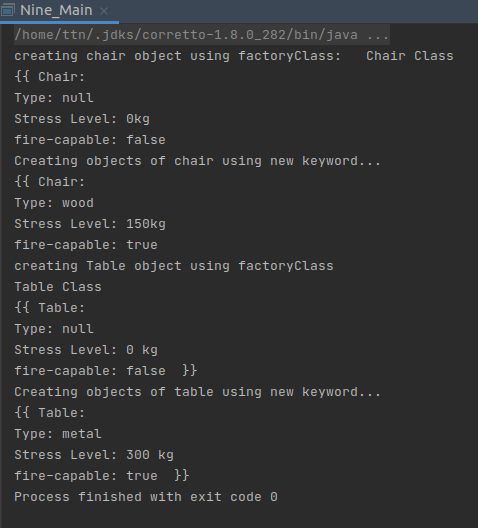 Nine_Main ×
/home/ttn/.jdks/corretto-1.8.0_282/bin/java ...
creating chair object using factoryClass:   Chair Class
{{ Chair:
Type: null
Stress Level: 0kg
fire-capable: false
Creating objects of chair using new keyword...
{{ Chair:
Type: wood
Stress Level: 150kg
fire-capable: true
creating Table object using factoryClass
Table Class
{{ Table:
Type: null
Stress Level: 0 kg
fire-capable: false  }}
Creating objects of table using new keyword...
{{ Table:
Type: metal
Stress Level: 300 kg
fire-capable: true  }}
Process finished with exit code 0